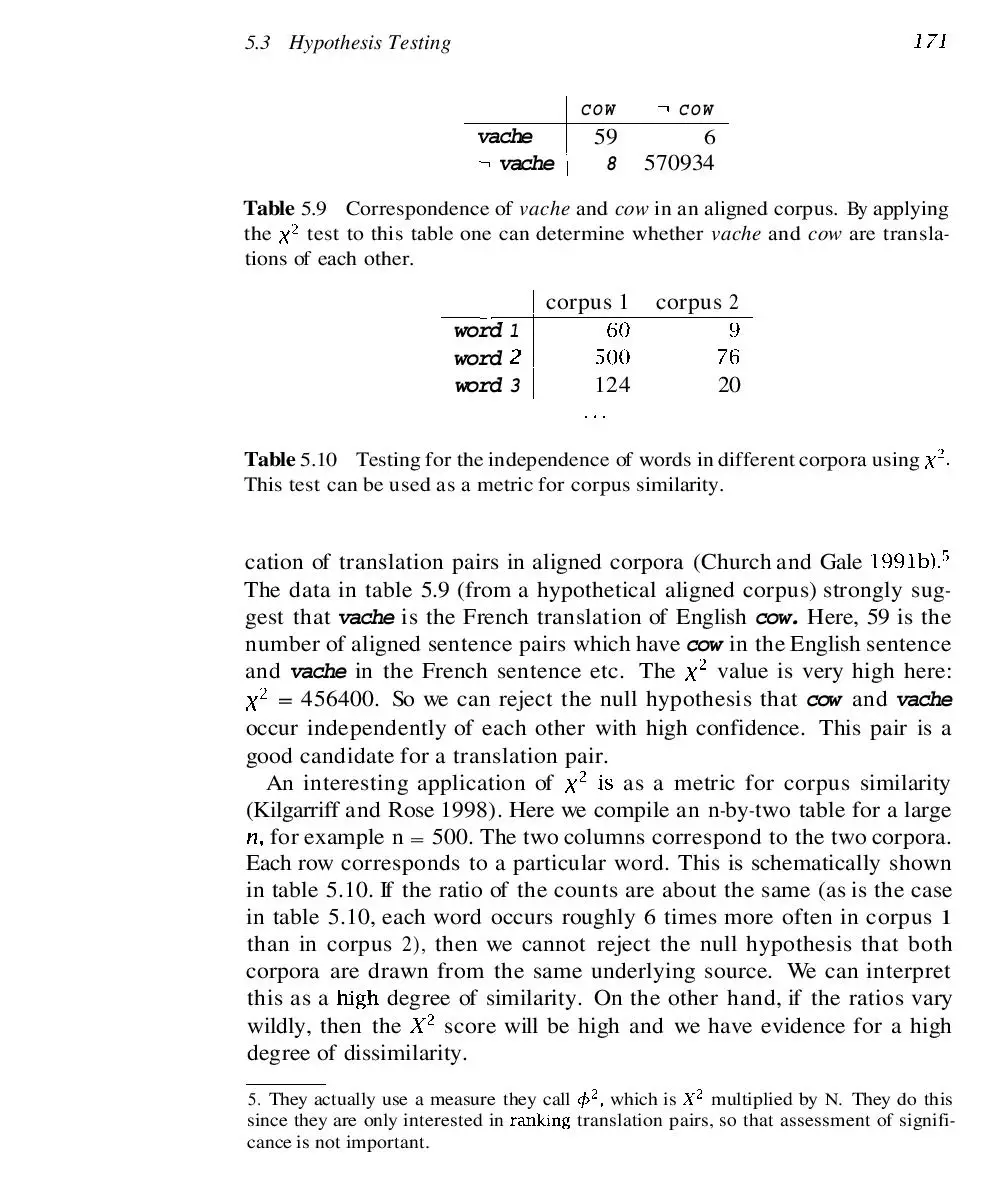 5.3 Hypothesis Testing 171
cow ¬ cow
vache 59 6
¬ vache 8 570934
Table 5.9 Correspondence of vache and cow in an aligned corpus. By applying
the χ² test to this table one can determine whether vache and cow are transla-
tions of each other.
corpus 1 corpus 2
word 1 60 9
word 2 500 76
word 3 124 20
...
Table 5.10 Testing for the independence of words in different corpora using χ².
This test can be used as a metric for corpus similarity.
cation of translation pairs in aligned corpora (Church and Gale 1991b).⁵
The data in table 5.9 (from a hypothetical aligned corpus) strongly sug-
gest that vache is the French translation of English cow. Here, 59 is the
number of aligned sentence pairs which have cow in the English sentence
and vache in the French sentence etc. The χ² value is very high here:
χ² = 456400. So we can reject the null hypothesis that cow and vache
occur independently of each other with high confidence. This pair is a
good candidate for a translation pair.
An interesting application of χ² is as a metric for corpus similarity
(Kilgarriff and Rose 1998). Here we compile an n-by-two table for a large
n, for example n = 500. The two columns correspond to the two corpora.
Each row corresponds to a particular word. This is schematically shown
in table 5.10. If the ratio of the counts are about the same (as is the case
in table 5.10, each word occurs roughly 6 times more often in corpus 1
than in corpus 2), then we cannot reject the null hypothesis that both
corpora are drawn from the same underlying source. We can interpret
this as a high degree of similarity. On the other hand, if the ratios vary
wildly, then the X² score will be high and we have evidence for a high
degree of dissimilarity.
5. They actually use a measure they call ϕ², which is X² multiplied by N. They do this
since they are only interested in ranking translation pairs, so that assessment of signifi-
cance is not important.